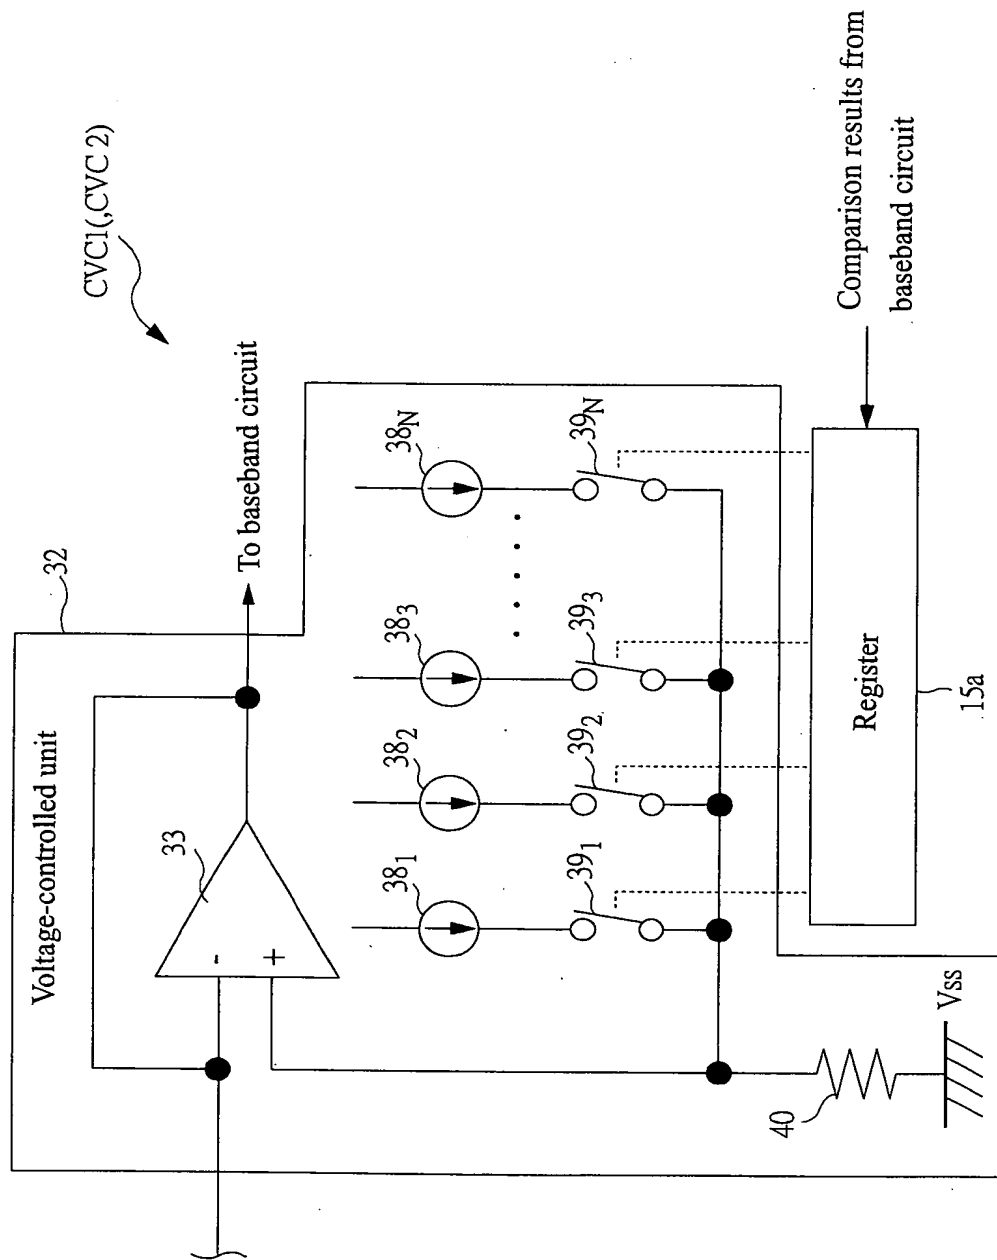 CVC1(,CVC 2)
32
Voltage-controlled unit
To baseband circuit
33
-
+
38₁
38₂
38₃
38N
39₁
39₂
39₃
39N
40
Vss
Register
15a
Comparison results from
baseband circuit